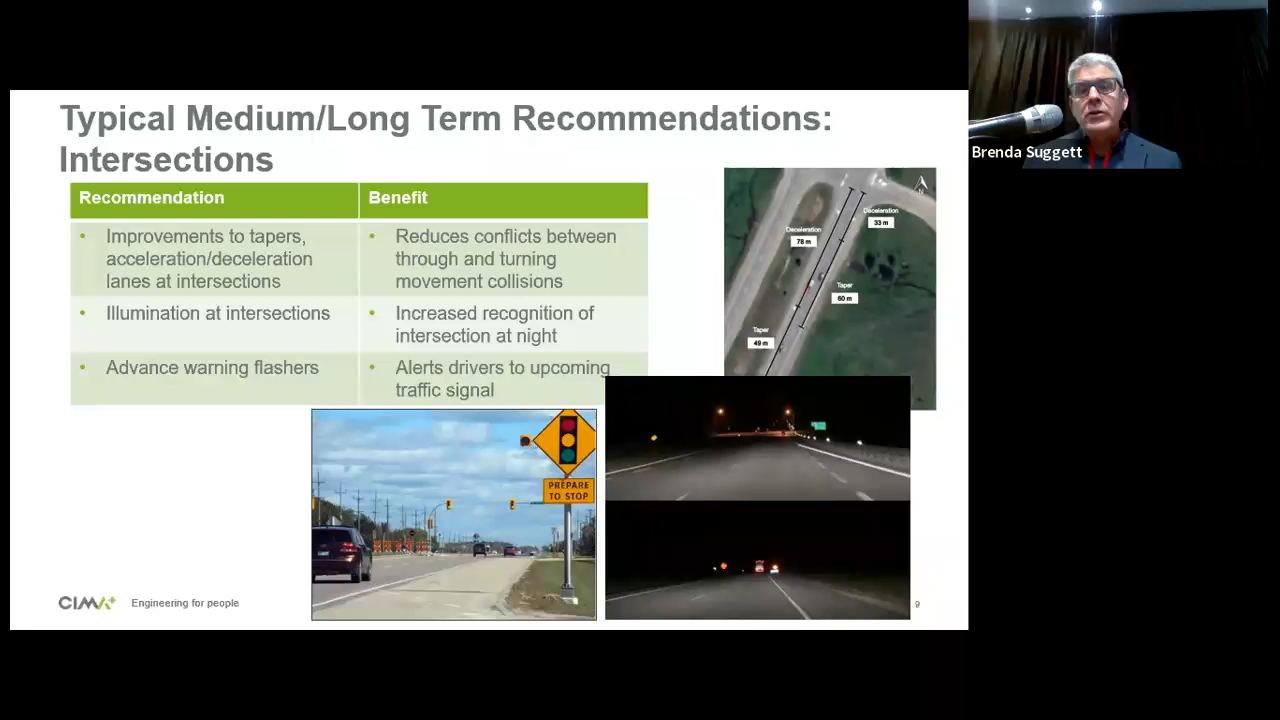 Typical Medium/Long Term Recommendations:
Intersections
Recommendation
Benefit
• Improvements to tapers,
acceleration/deceleration
lanes at intersections
• Reduces conflicts between
through and turning
movement collisions
• Illumination at intersections
• Increased recognition of
intersection at night
• Advance warning flashers
• Alerts drivers to upcoming
traffic signal
Deceleration
33 m
Deceleration
78 m
Taper
60 m
Taper
49 m
N
PREPARE
TO STOP
CIMA+
Engineering for people
9
Brenda Suggett